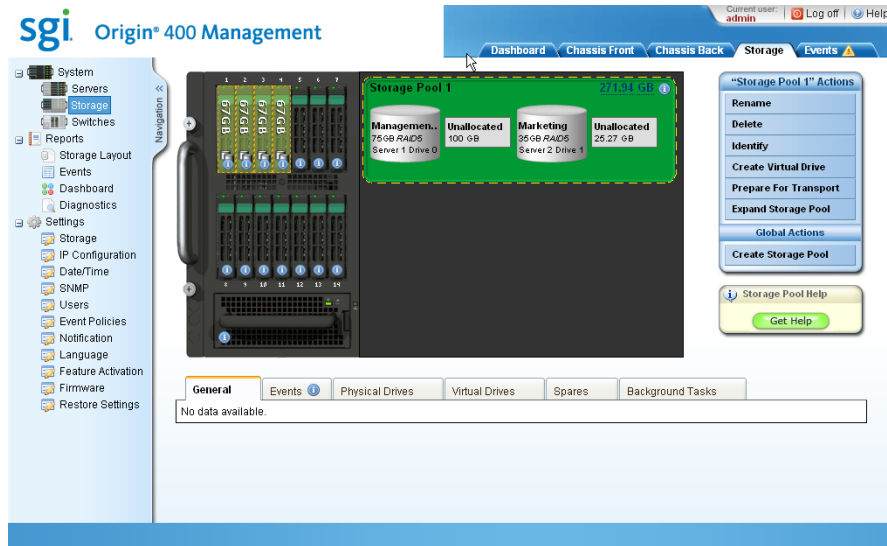 Current user:
admin
Log off
Help
sgi Origin® 400 Management
Dashboard
Chassis Front
Chassis Back
Storage
Events
System
Servers
Storage
Switches
Reports
Storage Layout
Events
Dashboard
Diagnostics
Settings
Storage
IP Configuration
Date/Time
SNMP
Users
Event Policies
Notification
Language
Feature Activation
Firmware
Restore Settings
«
Navigation
1 2 3 4 5 6 7
67GB 67GB 67GB 67GB
8 9 10 11 12 13 14
Storage Pool 1
271.94 GB
Managemen..
75GB RAID5
Server 1 Drive 0
Unallocated
100 GB
Marketing
35GB RAID5
Server 2 Drive 1
Unallocated
25.27 GB
"Storage Pool 1" Actions
Rename
Delete
Identify
Create Virtual Drive
Prepare For Transport
Expand Storage Pool
Global Actions
Create Storage Pool
Storage Pool Help
Get Help
General
Events
Physical Drives
Virtual Drives
Spares
Background Tasks
No data available.